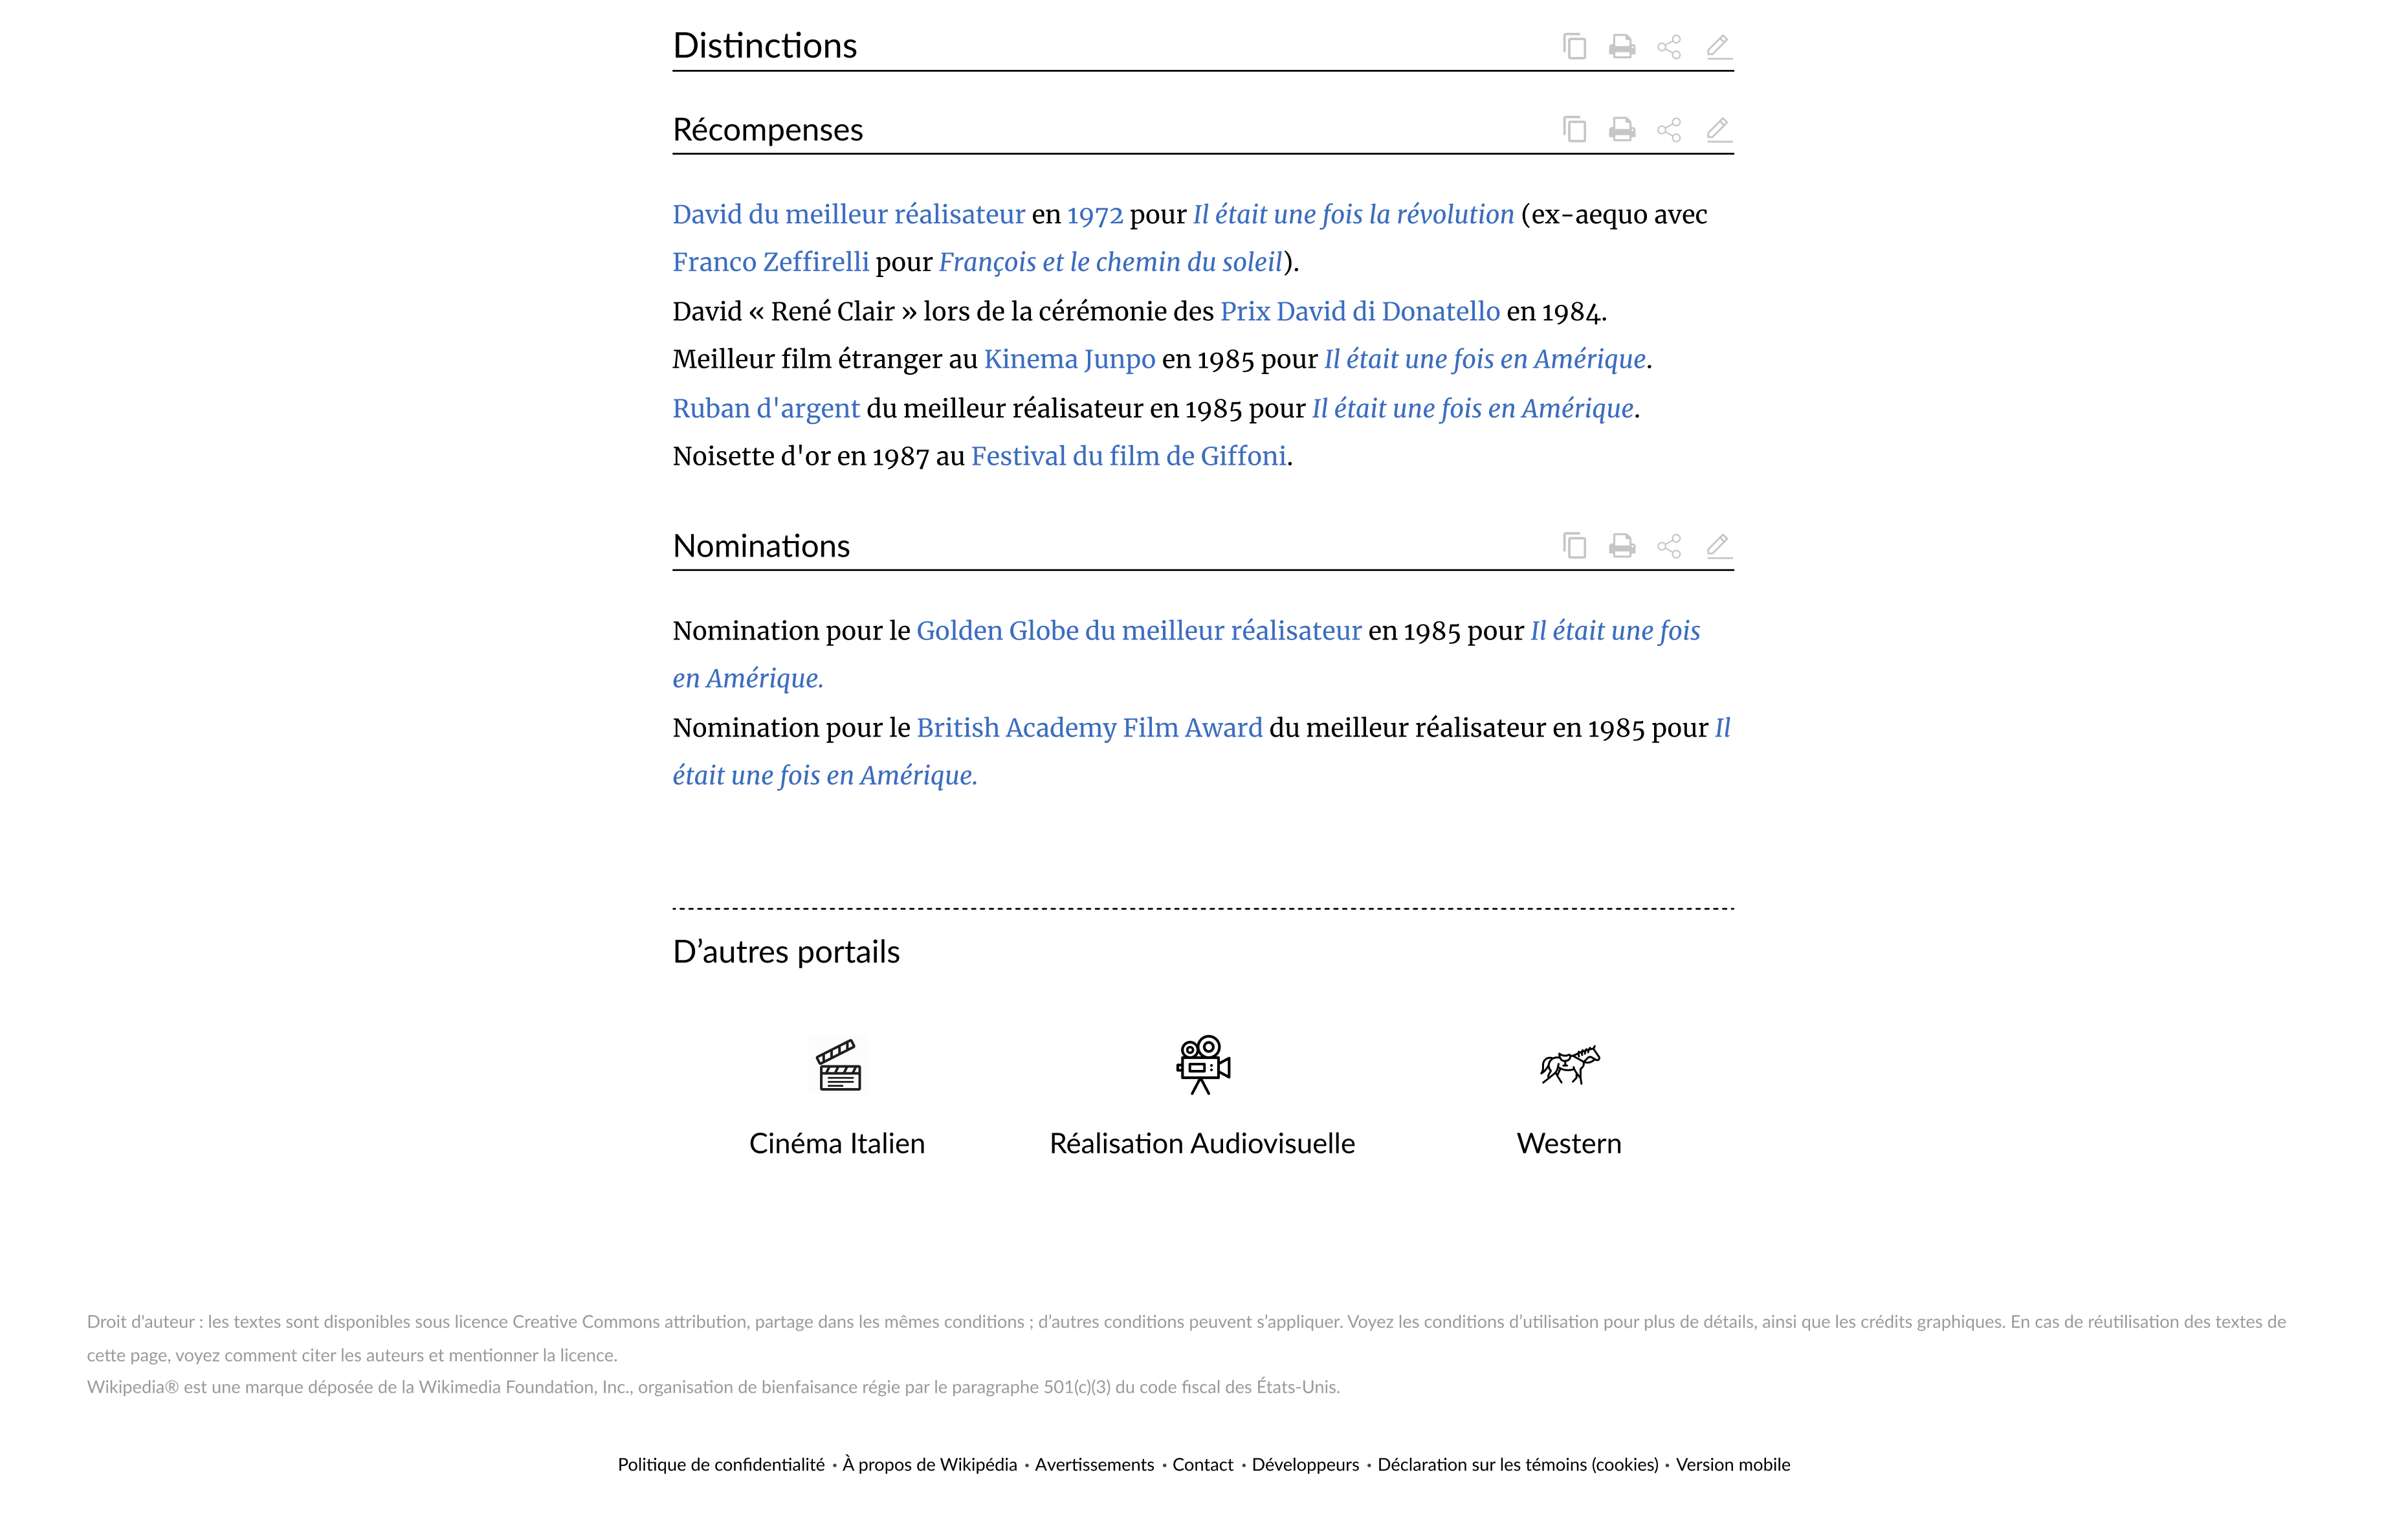 Distinctions
Récompenses
David du meilleur réalisateur en 1972 pour Il était une fois la révolution (ex-aequo avec
Franco Zeffirelli pour François et le chemin du soleil).
David « René Clair » lors de la cérémonie des Prix David di Donatello en 1984.
Meilleur film étranger au Kinema Junpo en 1985 pour Il était une fois en Amérique.
Ruban d'argent du meilleur réalisateur en 1985 pour Il était une fois en Amérique.
Noisette d'or en 1987 au Festival du film de Giffoni.
Nominations
Nomination pour le Golden Globe du meilleur réalisateur en 1985 pour Il était une fois
en Amérique.
Nomination pour le British Academy Film Award du meilleur réalisateur en 1985 pour Il
était une fois en Amérique.
D’autres portails
Cinéma Italien
Réalisation Audiovisuelle
Western
Droit d'auteur : les textes sont disponibles sous licence Creative Commons attribution, partage dans les mêmes conditions ; d’autres conditions peuvent s’appliquer. Voyez les conditions d’utilisation pour plus de détails, ainsi que les crédits graphiques. En cas de réutilisation des textes de
cette page, voyez comment citer les auteurs et mentionner la licence.
Wikipedia® est une marque déposée de la Wikimedia Foundation, Inc., organisation de bienfaisance régie par le paragraphe 501(c)(3) du code fiscal des États-Unis.
Politique de confidentialité • À propos de Wikipédia • Avertissements • Contact • Développeurs • Déclaration sur les témoins (cookies) • Version mobile